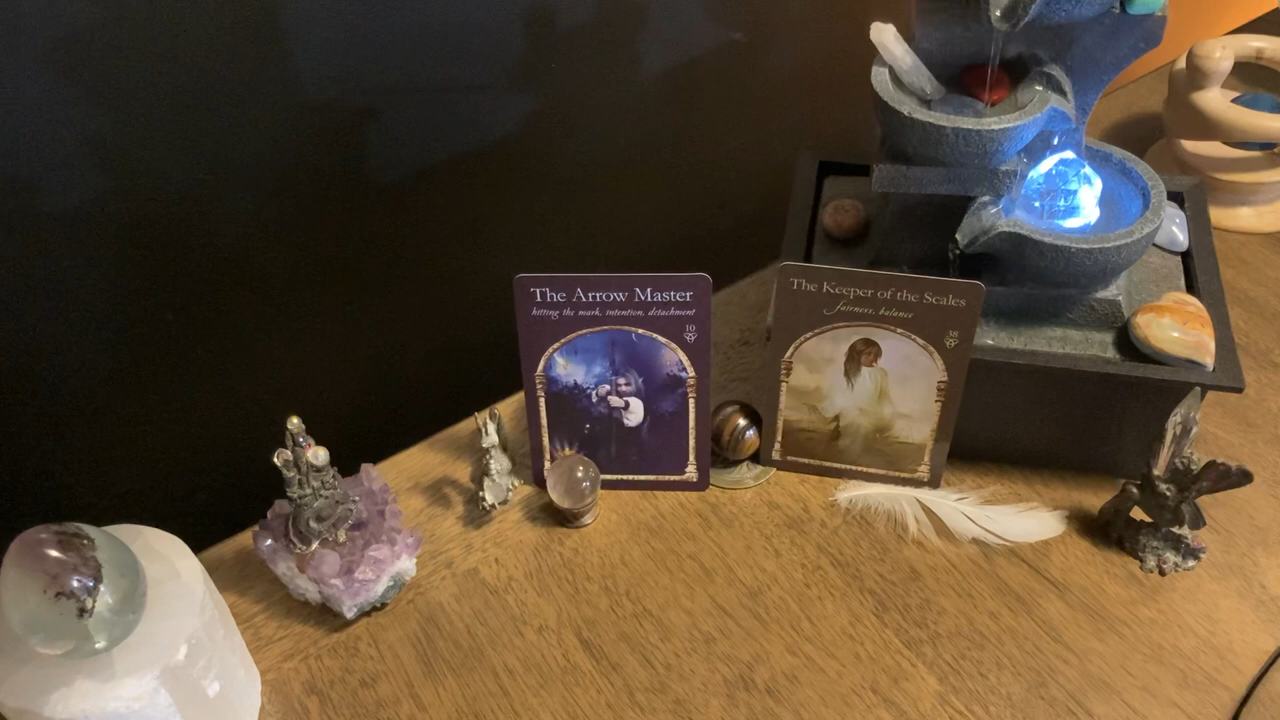 The Arrow Master
hitting the mark, intention, detachment
10
The Keeper of the Scales
fairness, balance
38